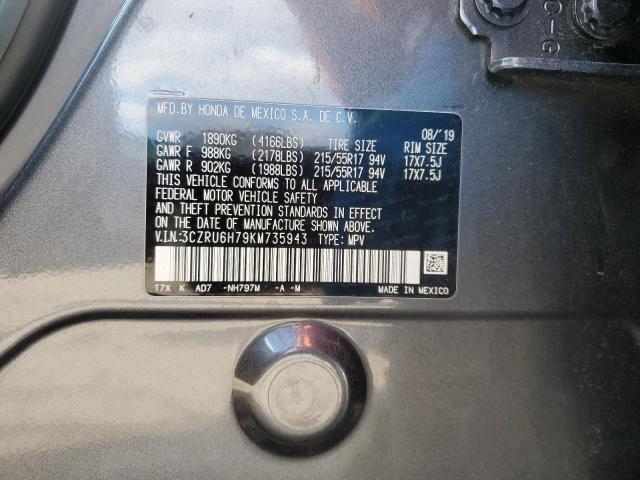 C-G
MFD.BY HONDA DE MEXICO S.A. DE C.V. 08/'19
GVWR 1890KG (4166LBS) TIRE SIZE RIM SIZE
GAWR F 988KG (2178LBS) 215/55R17 94V 17X7.5J
GAWR R 902KG (1988LBS) 215/55R17 94V 17X7.5J
THIS VEHICLE CONFORMS TO ALL APPLICABLE
FEDERAL MOTOR VEHICLE SAFETY
AND THEFT PREVENTION STANDARDS IN EFFECT
ON THE DATE OF MANUFACTURE SHOWN ABOVE.
V.I.N.:3CZRU6H79KM735943 TYPE: MPV
T7X K AD7 -NH797M -A -M MADE IN MEXICO